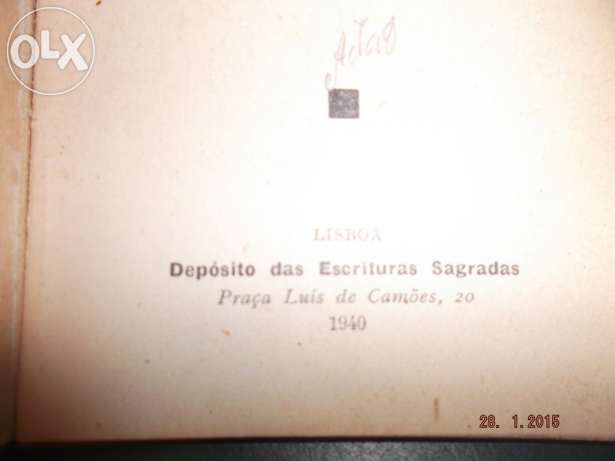 OLX
LISBOA
Depósito das Escrituras Sagradas
Praça Luís de Camões, 20
1940
28. 1.2015